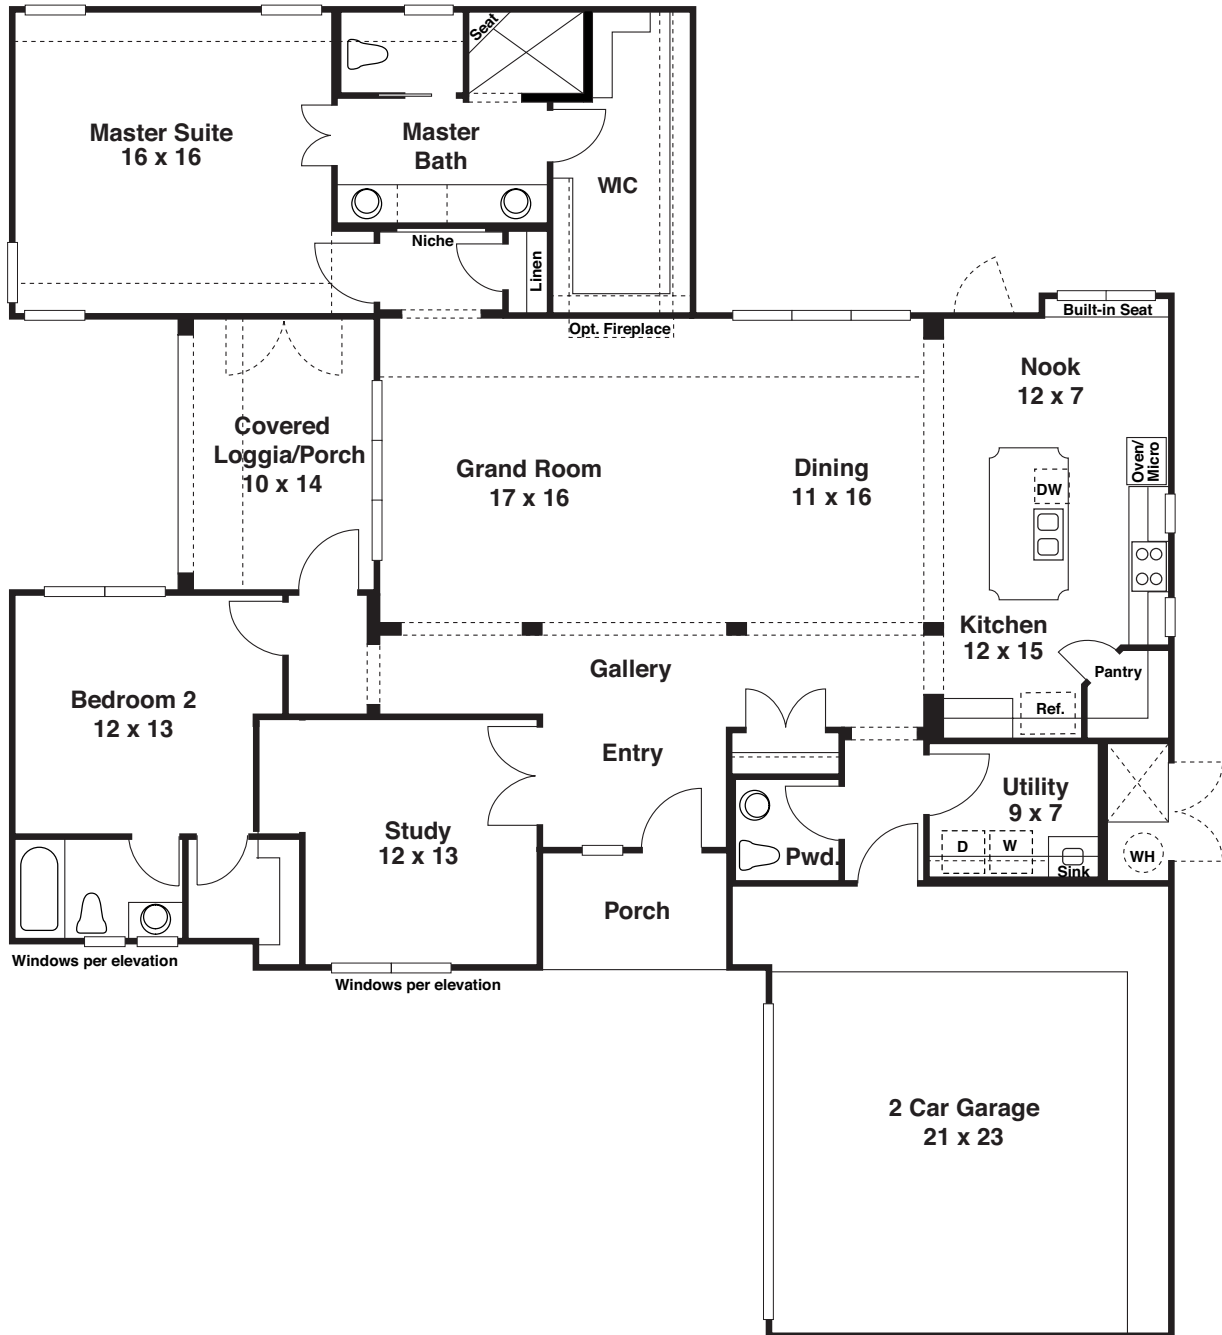 Seat
Master Suite
16 x 16
Master
Bath
WIC
Niche
Linen
Opt. Fireplace
Built-in Seat
Nook
12 x 7
Covered
Loggia/Porch
10 x 14
Grand Room
17 x 16
Dining
11 x 16
Oven/
Micro
DW
Kitchen
12 x 15
Gallery
Pantry
Bedroom 2
12 x 13
Ref.
Entry
Utility
9 x 7
Study
12 x 13
Pwd.
D
W
Sink
WH
Porch
Windows per elevation
Windows per elevation
2 Car Garage
21 x 23